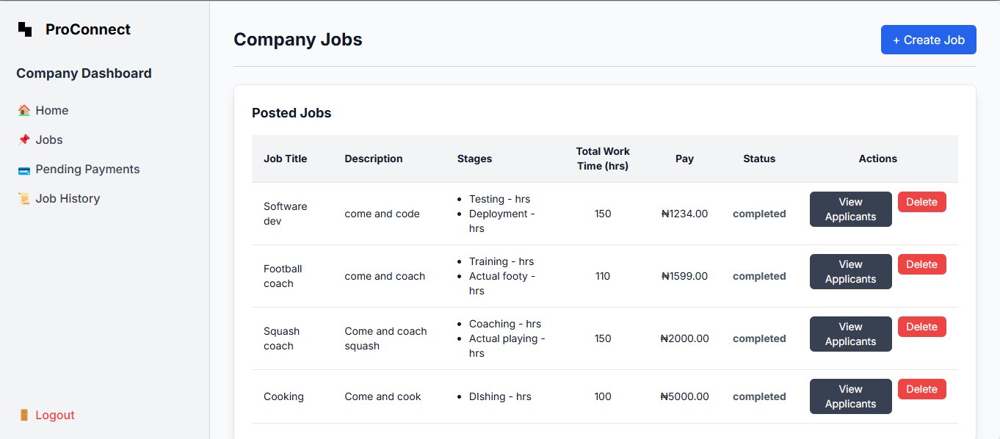 ProConnect
Company Dashboard
Home
Jobs
Pending Payments
Job History
Logout
Company Jobs
+ Create Job
Posted Jobs
Job Title Description Stages Total Work Time (hrs) Pay Status Actions
Software dev come and code • Testing - hrs • Deployment - hrs 150 ₦1234.00 completed View Applicants Delete
Football coach come and coach • Training - hrs • Actual footy - hrs 110 ₦1599.00 completed View Applicants Delete
Squash coach Come and coach squash • Coaching - hrs • Actual playing - hrs 150 ₦2000.00 completed View Applicants Delete
Cooking Come and cook • DIshing - hrs 100 ₦5000.00 completed View Applicants Delete